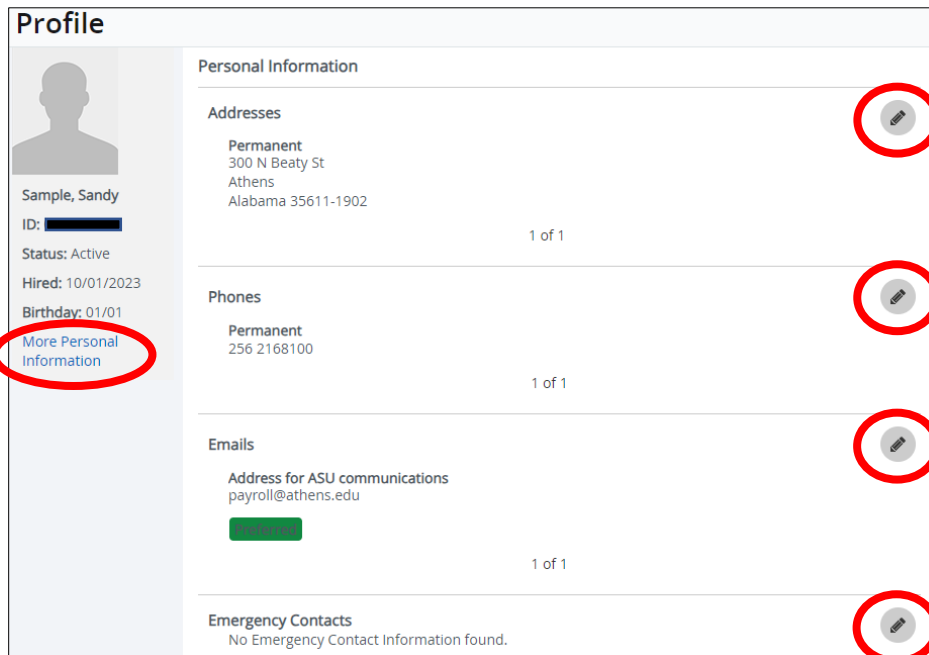 Profile
Sample, Sandy
ID:
Status: Active
Hired: 10/01/2023
Birthday: 01/01
More Personal
Information
Personal Information
Addresses
Permanent
300 N Beaty St
Athens
Alabama 35611-1902
1 of 1
Phones
Permanent
256 2168100
1 of 1
Emails
Address for ASU communications
payroll@athens.edu
Preferred
1 of 1
Emergency Contacts
No Emergency Contact Information found.